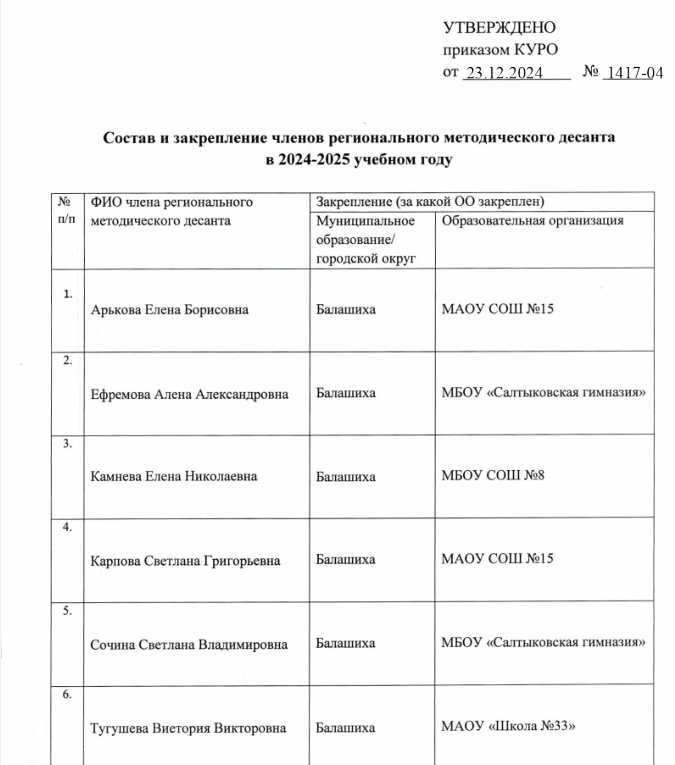 УТВЕРЖДЕНО
приказом КУРО
от 23.12.2024 № 1417-04
Состав и закрепление членов регионального методического десанта
в 2024-2025 учебном году
№ п/п
ФИО члена регионального
методического десанта
Закрепление (за какой ОО закреплен)
Муниципальное
образование/
городской округ
Образовательная организация
1. Арькова Елена Борисовна Балашиха МАОУ СОШ №15
2. Ефремова Алена Александровна Балашиха МБОУ «Салтыковская гимназия»
3. Камнева Елена Николаевна Балашиха МБОУ СОШ №8
4. Карпова Светлана Григорьевна Балашиха МАОУ СОШ №15
5. Сочина Светлана Владимировна Балашиха МБОУ «Салтыковская гимназия»
6. Тугушева Виетория Викторовна Балашиха МАОУ «Школа №33»